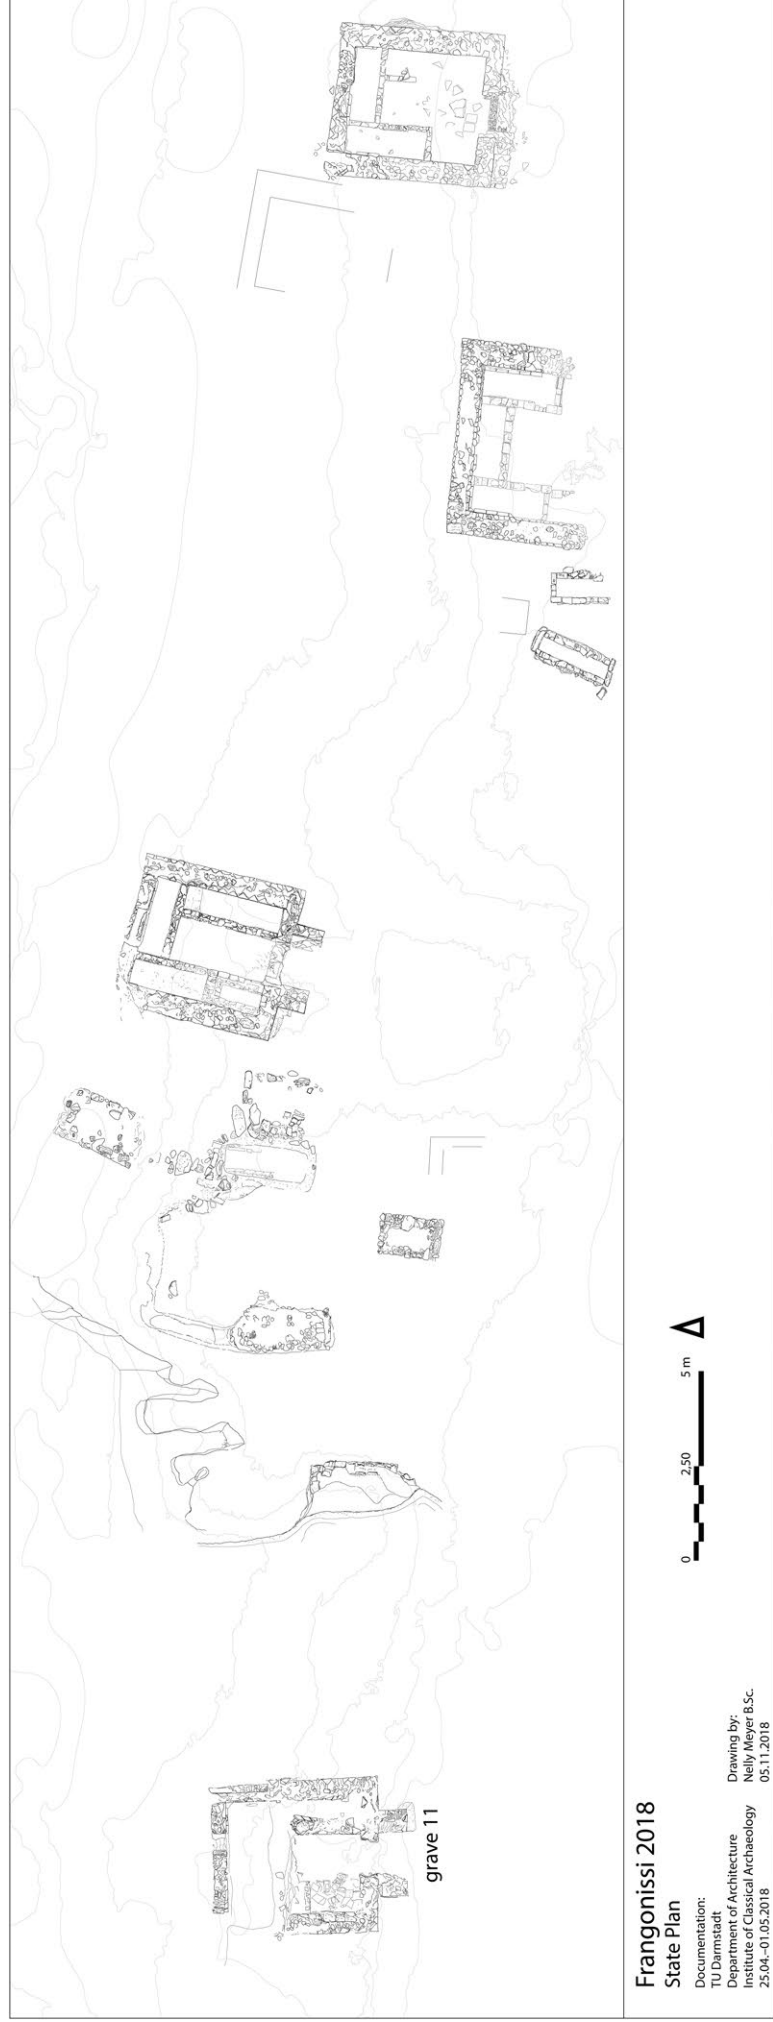 grave 11
Frangonissi 2018
State Plan
Documentation:
TU Darmstadt
Department of Architecture
Institute of Classical Archaeology
25.04.–01.05.2018
Drawing by:
Nelly Meyer B.Sc.
05.11.2018
0 2,50 5 m